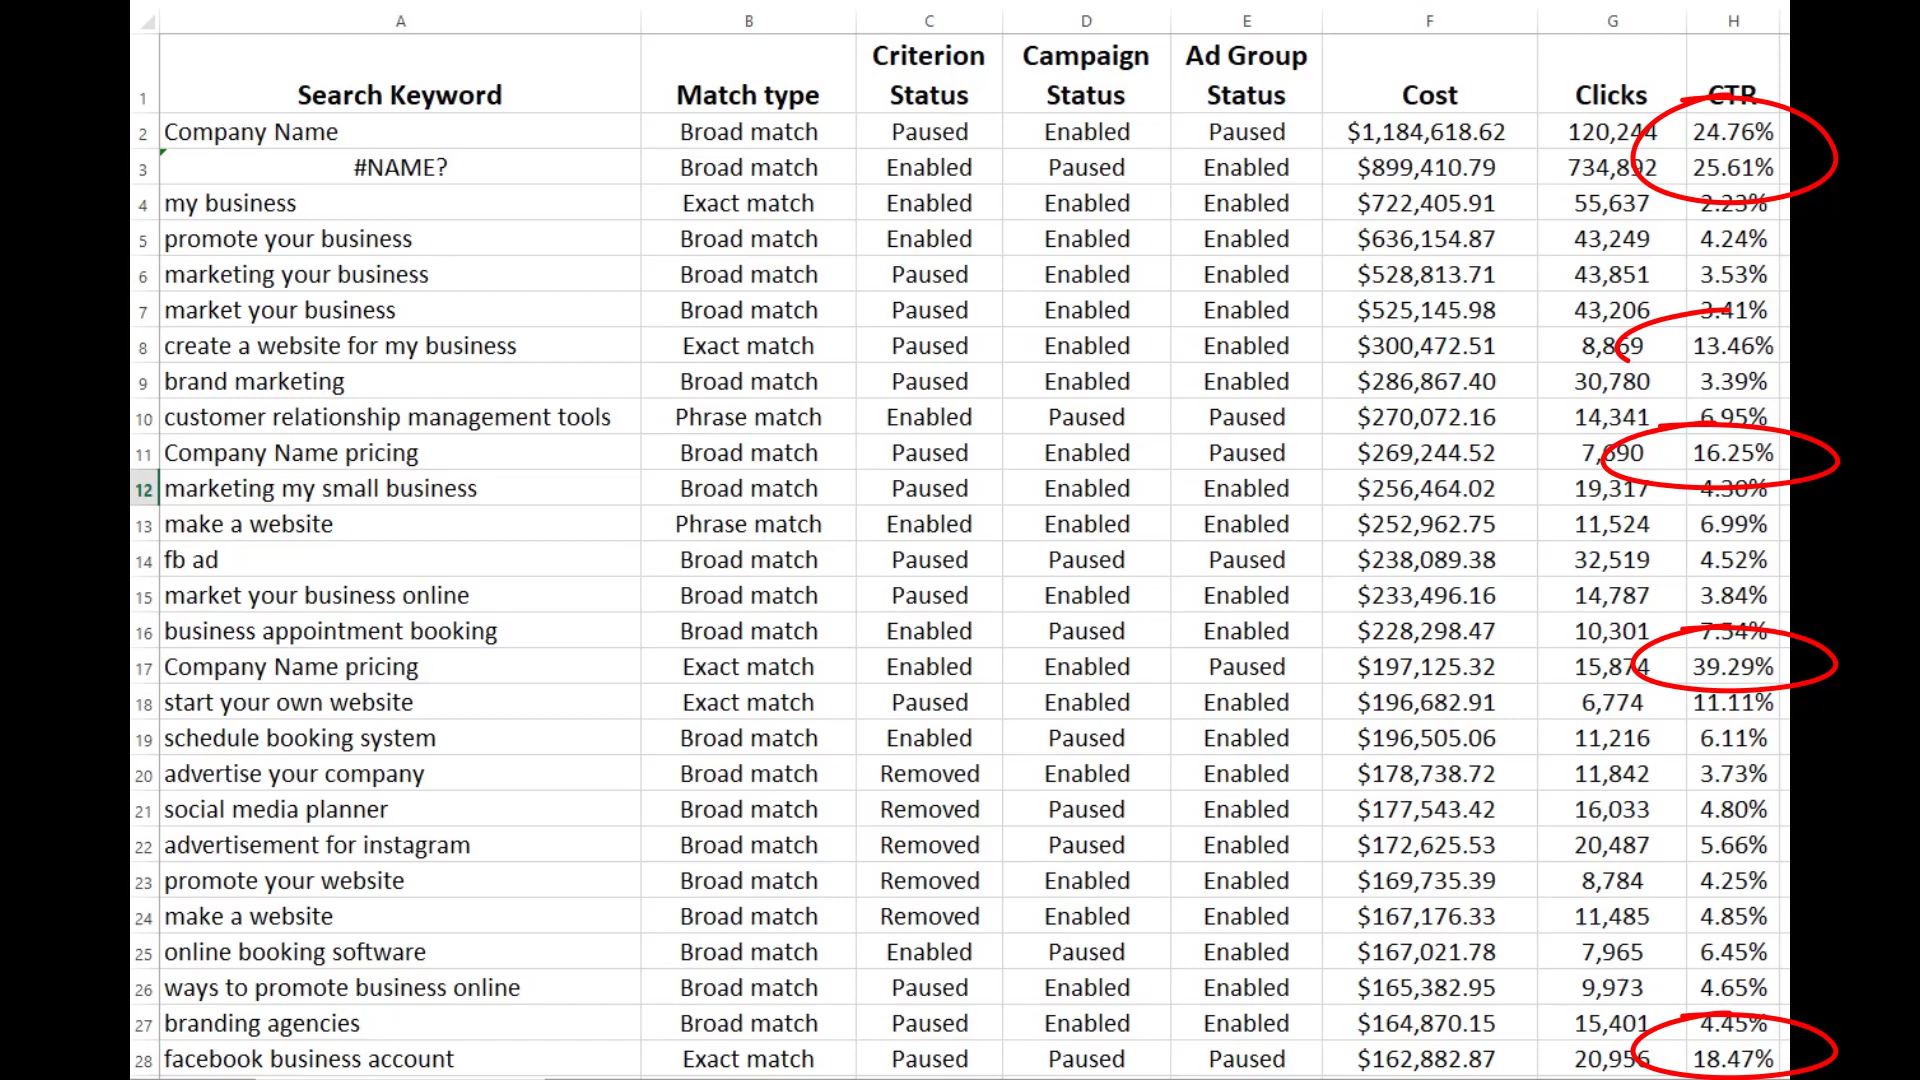 A B C D E F G H
1 Search Keyword Match type Criterion Status Campaign Status Ad Group Status Cost Clicks CTR
2 Company Name Broad match Paused Enabled Paused $1,184,618.62 120,244 24.76%
3 #NAME? Broad match Enabled Paused Enabled $899,410.79 734,892 25.61%
4 my business Exact match Enabled Enabled Enabled $722,405.91 55,637 2.23%
5 promote your business Broad match Enabled Enabled Enabled $636,154.87 43,249 4.24%
6 marketing your business Broad match Paused Enabled Enabled $528,813.71 43,851 3.53%
7 market your business Broad match Paused Enabled Enabled $525,145.98 43,206 3.41%
8 create a website for my business Exact match Paused Enabled Enabled $300,472.51 8,869 13.46%
9 brand marketing Broad match Paused Enabled Enabled $286,867.40 30,780 3.39%
10 customer relationship management tools Phrase match Enabled Paused Paused $270,072.16 14,341 6.95%
11 Company Name pricing Broad match Paused Enabled Paused $269,244.52 7,690 16.25%
12 marketing my small business Broad match Paused Enabled Enabled $256,464.02 19,317 4.30%
13 make a website Phrase match Enabled Enabled Enabled $252,962.75 11,524 6.99%
14 fb ad Broad match Paused Paused Paused $238,089.38 32,519 4.52%
15 market your business online Broad match Paused Enabled Enabled $233,496.16 14,787 3.84%
16 business appointment booking Broad match Enabled Paused Enabled $228,298.47 10,301 7.54%
17 Company Name pricing Exact match Enabled Enabled Paused $197,125.32 15,874 39.29%
18 start your own website Exact match Paused Enabled Enabled $196,682.91 6,774 11.11%
19 schedule booking system Broad match Enabled Paused Enabled $196,505.06 11,216 6.11%
20 advertise your company Broad match Removed Enabled Enabled $178,738.72 11,842 3.73%
21 social media planner Broad match Removed Paused Enabled $177,543.42 16,033 4.80%
22 advertisement for instagram Broad match Removed Paused Enabled $172,625.53 20,487 5.66%
23 promote your website Broad match Removed Enabled Enabled $169,735.39 8,784 4.25%
24 make a website Broad match Removed Enabled Enabled $167,176.33 11,485 4.85%
25 online booking software Broad match Enabled Paused Enabled $167,021.78 7,965 6.45%
26 ways to promote business online Broad match Paused Enabled Enabled $165,382.95 9,973 4.65%
27 branding agencies Broad match Paused Enabled Enabled $164,870.15 15,401 4.45%
28 facebook business account Exact match Paused Paused Paused $162,882.87 20,956 18.47%